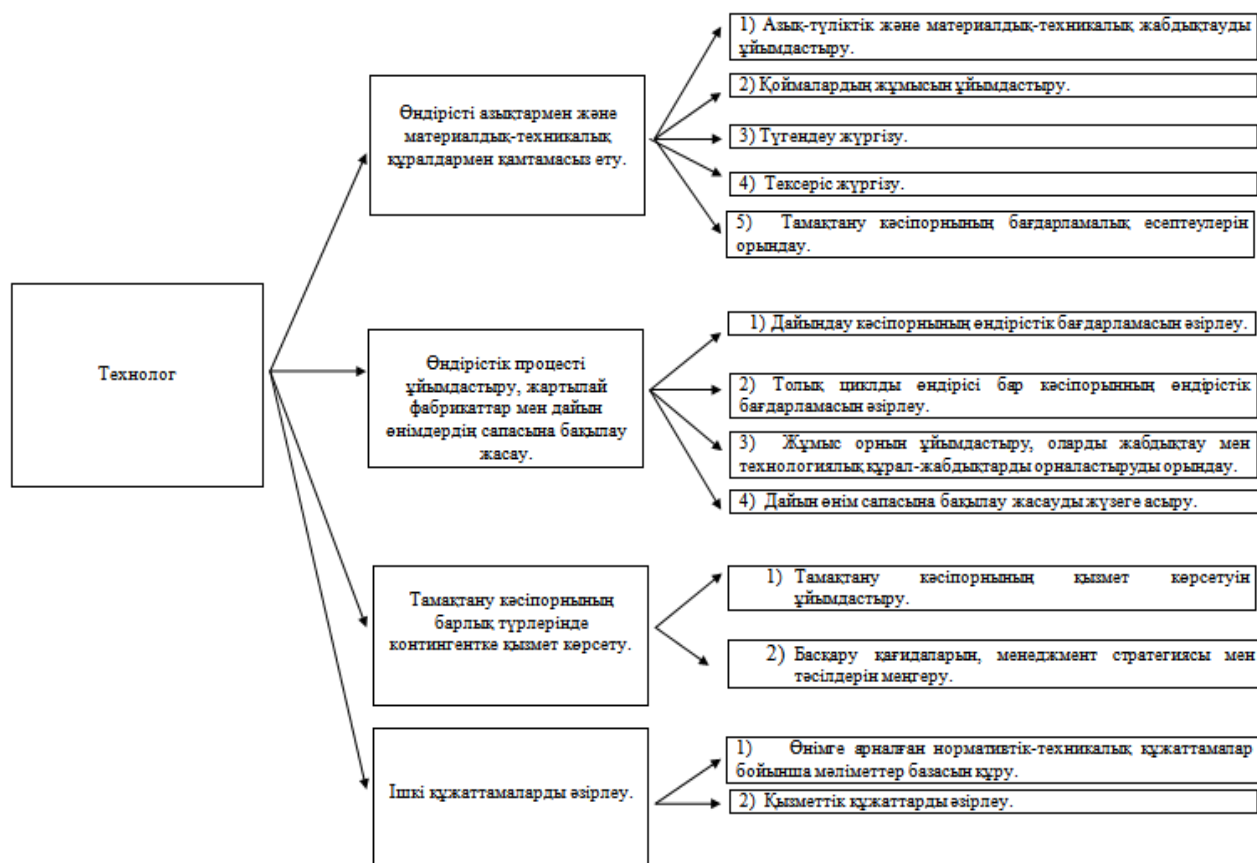 Технолог
Өндірісті азықтармен және
материалдық-техникалық
құралдармен қамтамасыз ету.
1) Азық-түліктік және материалдық-техникалық жабдықтауды
ұйымдастыру.
2) Қоймалардың жұмысын ұйымдастыру.
3) Түгендеу жүргізу.
4) Тексеріс жүргізу.
5) Тамақтану кәсіпорнының бағдарламалық есептеулерін
орындау.
Өндірістік процесті
ұйымдастыру, жартылай
фабрикаттар мен дайын
өнімдердің сапасына бақылау
жасау.
1) Дайындау кәсіпорнының өндірістік бағдарламасын әзірлеу.
2) Толық циклды өндірісі бар кәсіпорынның өндірістік
бағдарламасын әзірлеу.
3) Жұмыс орнын ұйымдастыру, оларды жабдықтау мен
технологиялық құрал-жабдықтарды орналастыруды орындау.
4) Дайын өнім сапасына бақылау жасауды жүзеге асыру.
Тамақтану кәсіпорнының
барлық түрлерінде
контингентке қызмет көрсету.
1) Тамақтану кәсіпорнының қызмет көрсетуін
ұйымдастыру.
2) Басқару қағидаларын, менеджмент стратегиясы мен
тәсілдерін меңгеру.
Ішкі құжаттамаларды әзірлеу.
1) Өнімге арналған нормативтік-техникалық құжаттамалар
бойынша мәліметтер базасын құру.
2) Қызметтік құжаттарды әзірлеу.